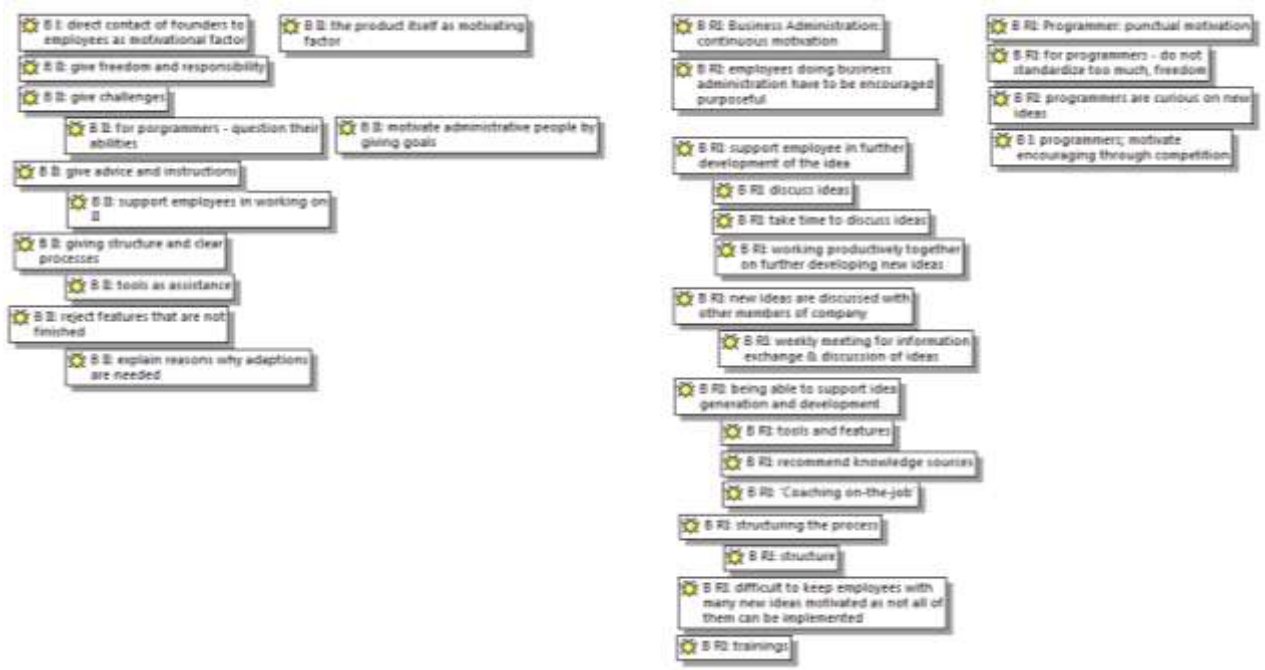 B I: direct contact of founders to
employees as motivational factor
B II: the product itself as motivating
factor
B II: give freedom and responsibility
B II: give challenges
B II: for porgrammers - question their
abilities
B II: motivate administrative people by
giving goals
B II: give advice and instructions
B II: support employees in working on
II
B II: giving structure and clear
processes
B II: tools as assistance
B II: reject features that are not
finished
B II: explain reasons why adaptions
are needed
B RI: Business Administration:
continuous motivation
B RI: employees doing business
administration have to be encouraged
purposeful
B RI: support employee in further
development of the idea
B RI: discuss ideas
B RI: take time to discuss ideas
B RI: working productively together
on further developing new ideas
B RI: new ideas are discussed with
other members of company
B RI: weekly meeting for information
exchange & discussion of ideas
B RI: being able to support idea
generation and development
B RI: tools and features
B RI: recommend knowledge sources
B RI: 'Coaching on-the-job'
B RI: structuring the process
B RI: structure
B RI: difficult to keep employees with
many new ideas motivated as not all of
them can be implemented
B RI: trainings
B RI: Programmer: punctual motivation
B RI: for programmers - do not
standardize too much, freedom
B RI: programmers are curious on new
ideas
B I: programmers; motivate
encouraging through competition